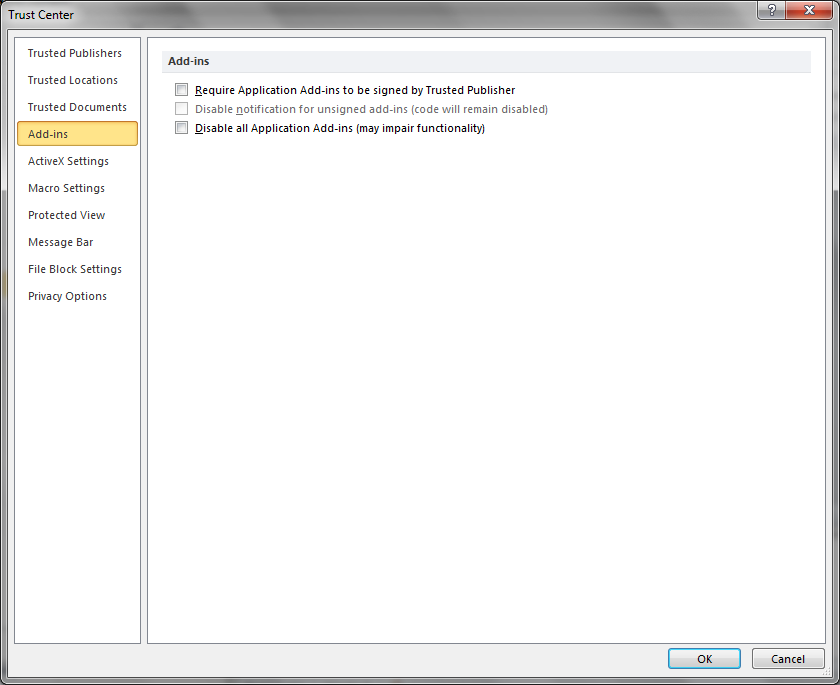 Trust Center
Trusted Publishers
Trusted Locations
Trusted Documents
Add-ins
ActiveX Settings
Macro Settings
Protected View
Message Bar
File Block Settings
Privacy Options
Add-ins
Require Application Add-ins to be signed by Trusted Publisher
Disable notification for unsigned add-ins (code will remain disabled)
Disable all Application Add-ins (may impair functionality)
OK
Cancel